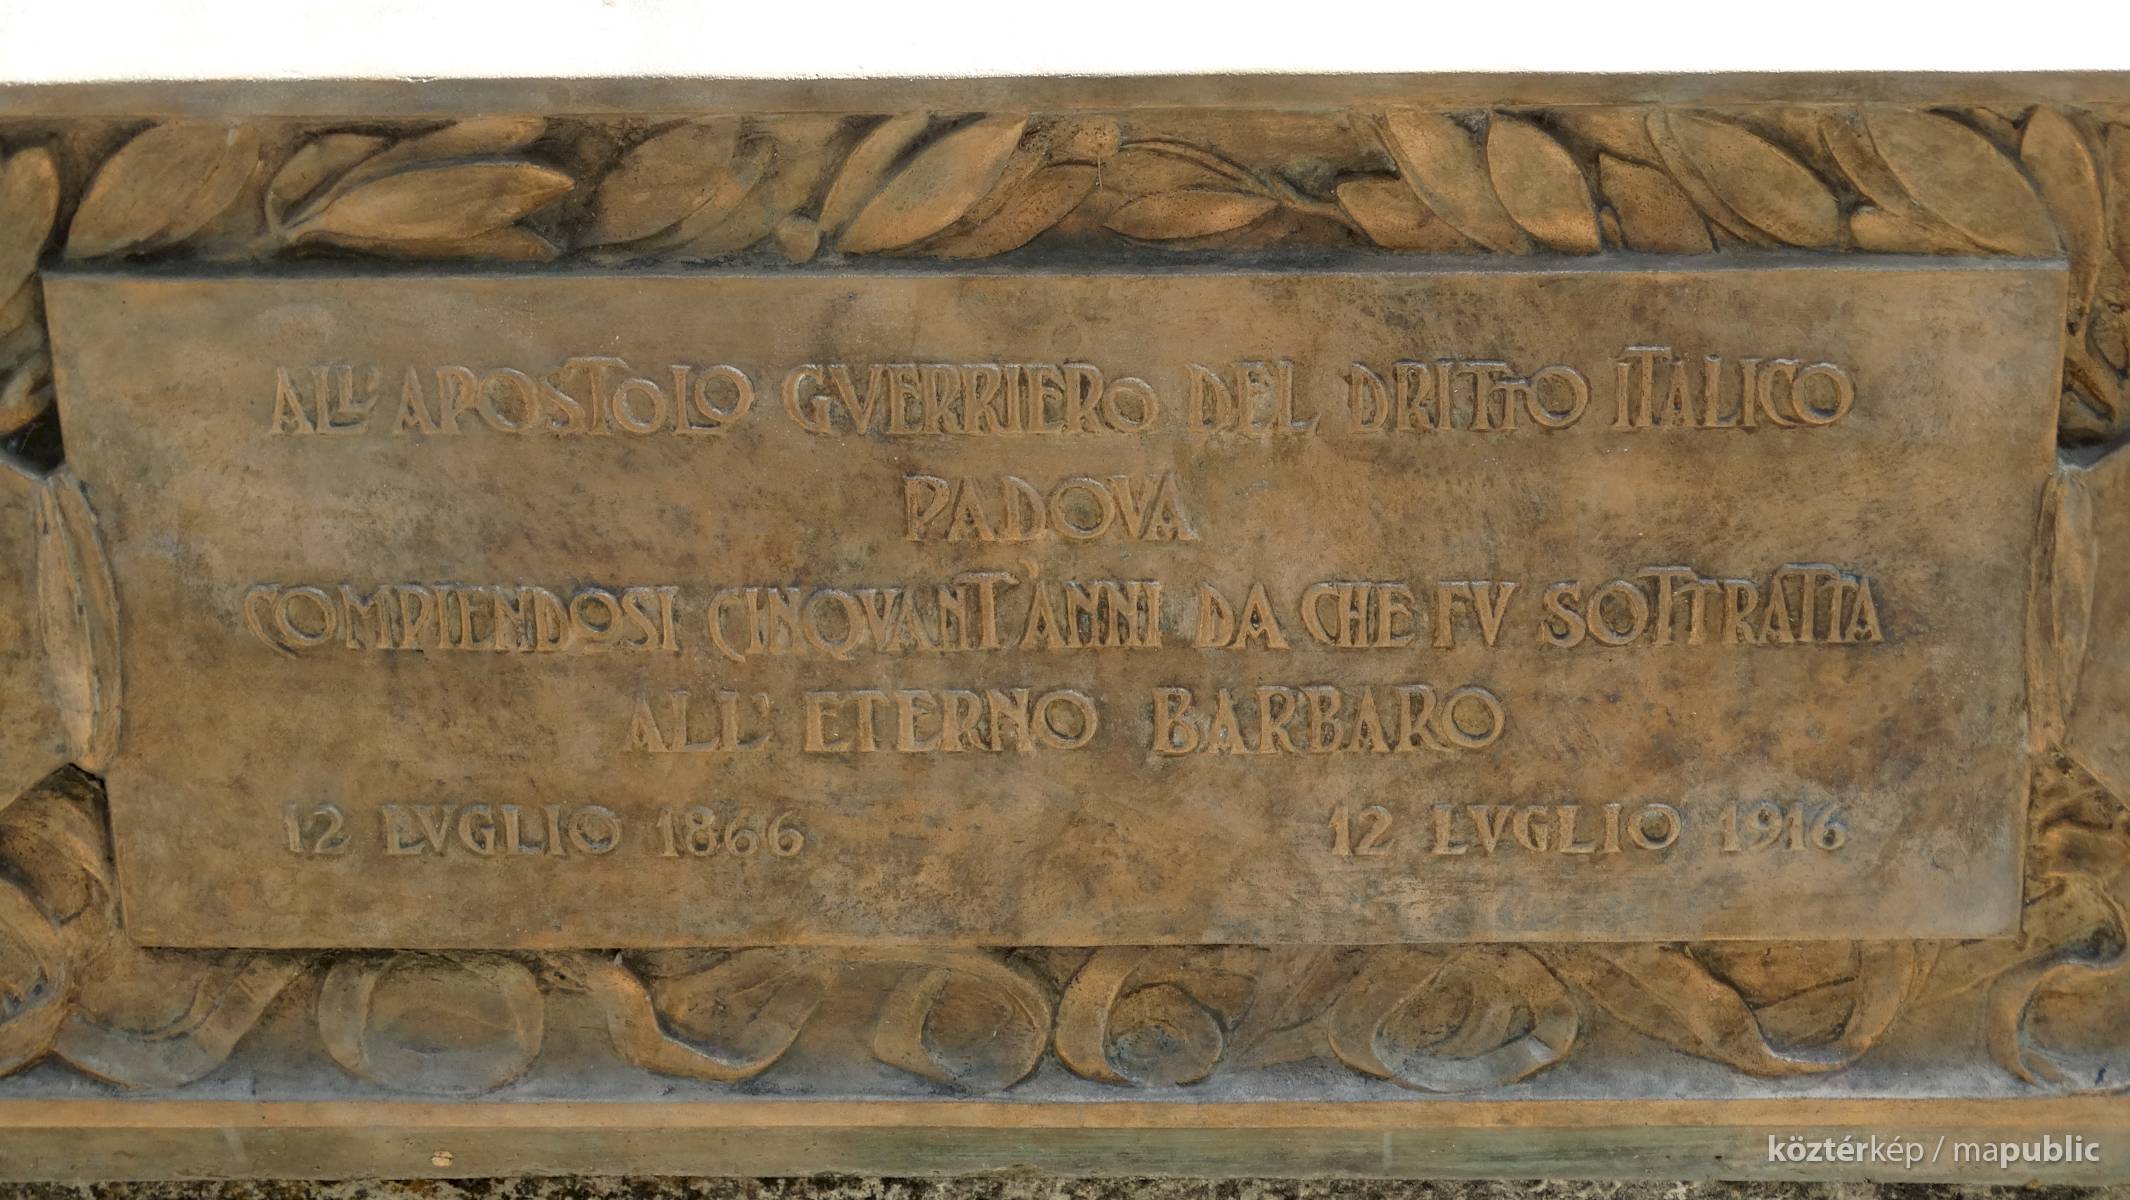 ALL' APOSTOLO GVERRIERO DEL DRITTO ITALICO
PADOVA
COMPIENDOSI CINQVANT'ANNI DA CHE FV SOTTRATTA
ALL' ETERNO BARBARO
12 LVGLIO 1866 12 LVGLIO 1916
köztérkép / mapublic